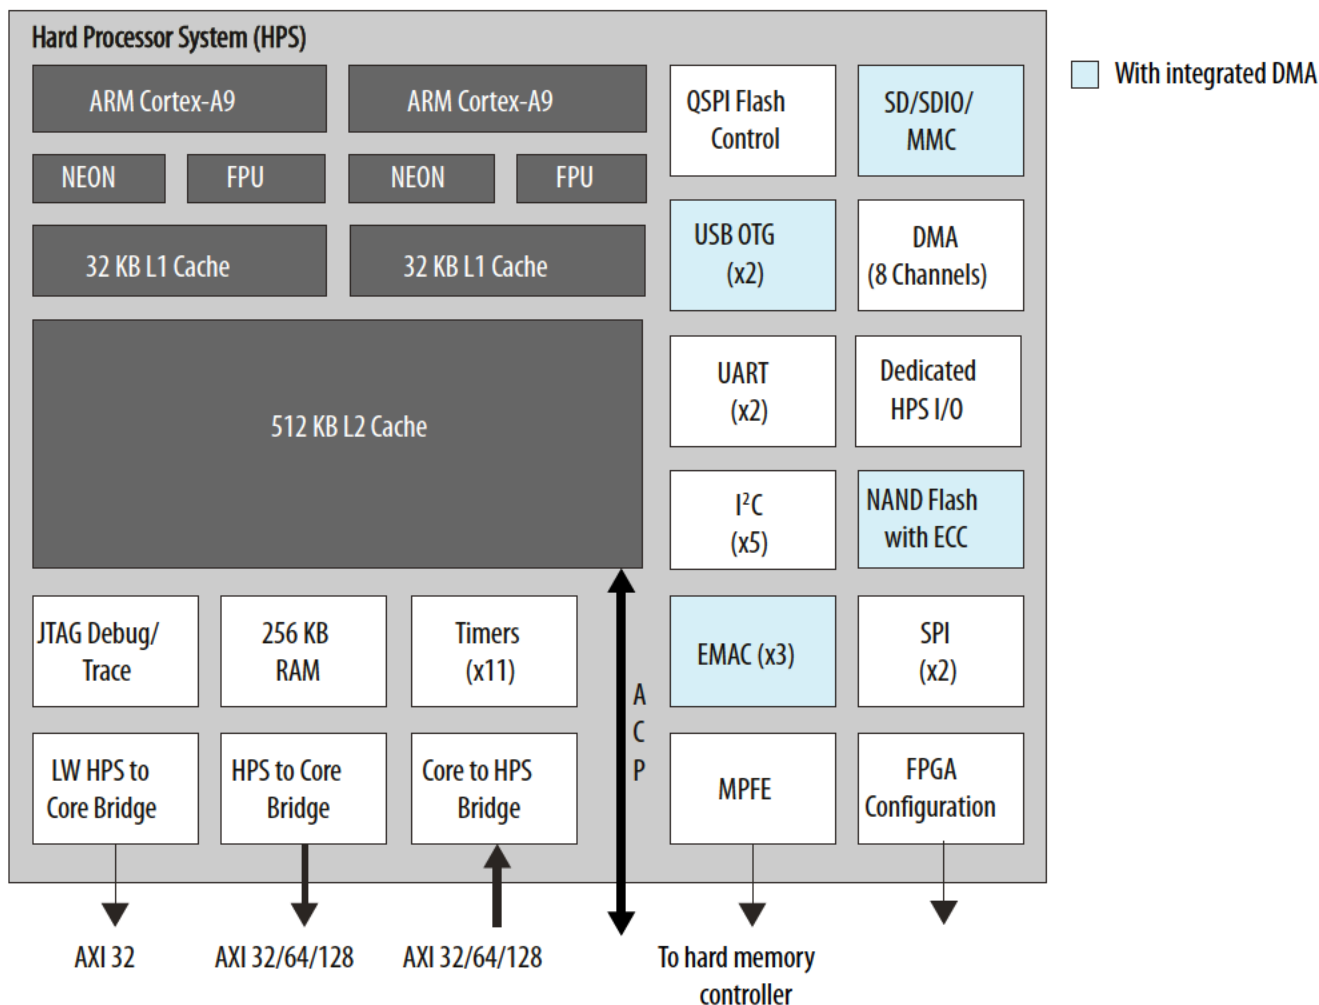 Hard Processor System (HPS)
With integrated DMA
ARM Cortex-A9
ARM Cortex-A9
QSPI Flash
Control
SD/SDIO/
MMC
NEON
FPU
NEON
FPU
32 KB L1 Cache
32 KB L1 Cache
USB OTG
(x2)
DMA
(8 Channels)
512 KB L2 Cache
UART
(x2)
Dedicated
HPS I/O
I²C
(x5)
NAND Flash
with ECC
JTAG Debug/
Trace
256 KB
RAM
Timers
(x11)
ACP
EMAC (x3)
SPI
(x2)
LW HPS to
Core Bridge
HPS to Core
Bridge
Core to HPS
Bridge
MPFE
FPGA
Configuration
AXI 32
AXI 32/64/128
AXI 32/64/128
To hard memory
controller